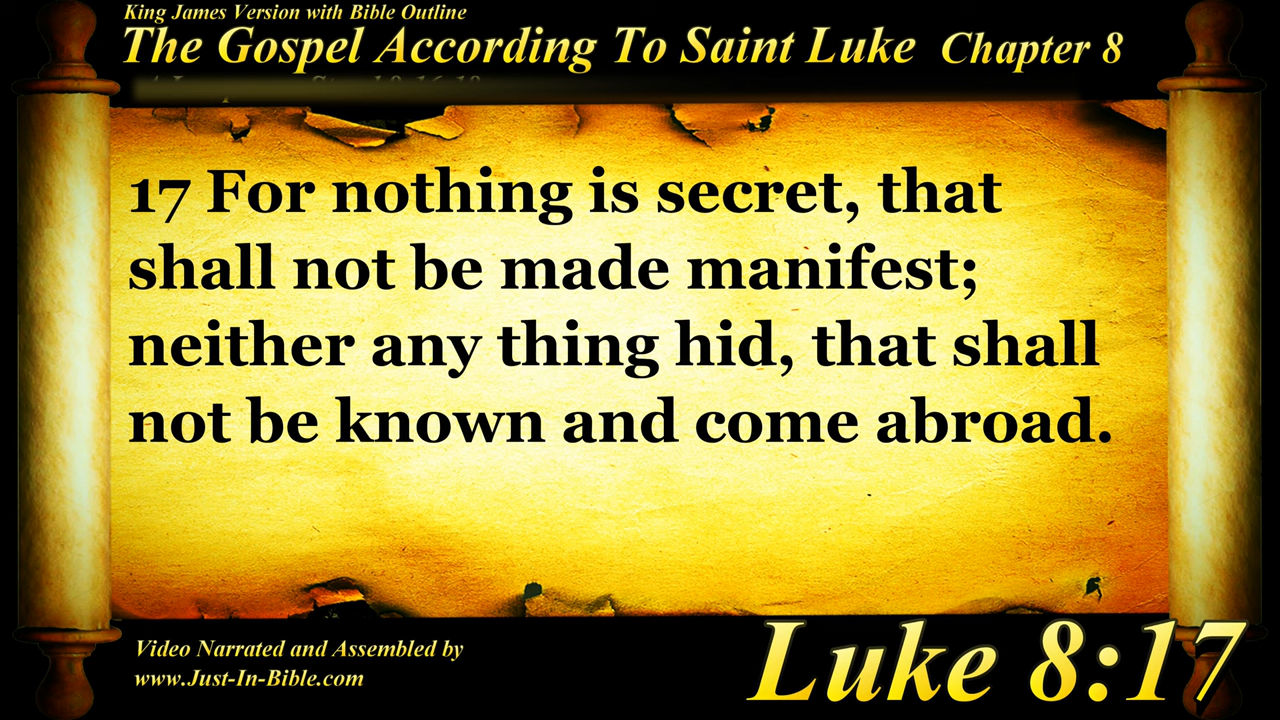 King James Version with Bible Outline
The Gospel According To Saint Luke Chapter 8
17 For nothing is secret, that
shall not be made manifest;
neither any thing hid, that shall
not be known and come abroad.
Video Narrated and Assembled by
www.Just-In-Bible.com
Luke 8:17